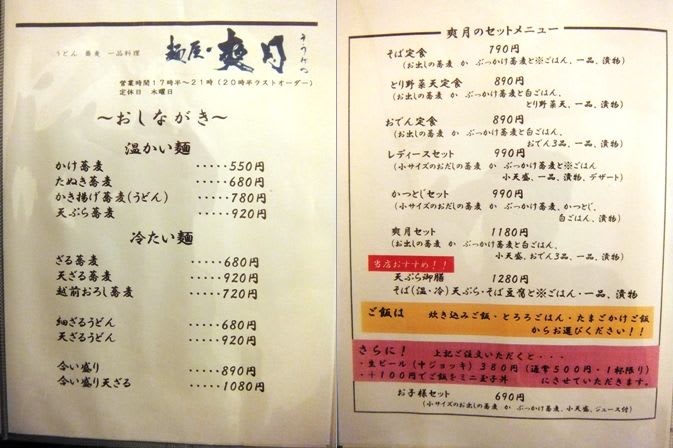 うどん 蕎麦 一品料理
麺屋・爽月
そうげつ
営業時間17時半~21時(20時半ラストオーダー)
定休日 木曜日
~おしながき~
温かい麺
かけ蕎麦 ・・・・・550円
たぬき蕎麦 ・・・・・680円
かき揚げ蕎麦(うどん) ・・・・・780円
天ぷら蕎麦 ・・・・・920円
冷たい麺
ざる蕎麦 ・・・・・680円
天ざる蕎麦 ・・・・・920円
越前おろし蕎麦 ・・・・・720円
細ざるうどん ・・・・・680円
天ざるうどん ・・・・・920円
合い盛り ・・・・・890円
合い盛り天ざる ・・・・・1080円
爽月のセットメニュー
そば定食 790円
(お出しの蕎麦 か ぶっかけ蕎麦と※ごはん、一品、漬物)
とり野菜天定食 890円
(お出しの蕎麦 か ぶっかけ蕎麦と白ごはん、
とり野菜天、一品、漬物)
おでん定食 890円
(お出しの蕎麦 か ぶっかけ蕎麦と白ごはん、
おでん3品、一品、漬物)
レディースセット 990円
(小サイズのおだしの蕎麦 か ぶっかけ蕎麦と※ごはん
小天盛、一品、漬物、デザート)
かつとじセット 990円
(小サイズのおだしの蕎麦 か ぶっかけ蕎麦、かつとじ、
白ごはん、漬物)
爽月セット 1180円
(お出しの蕎麦 か ぶっかけ蕎麦と白ごはん、
小天盛、おでん3品、一品、漬物)
当店おすすめ!!
天ぷら御膳 1280円
そば(温・冷)天ぷら・そば豆腐と※ごはん・一品、漬物
ご飯は 炊き込みご飯・とろろごはん・たまごかけご飯
からお選びください!!
さらに! 上記ご注文いただくと・・・
・生ビール(中ジョッキ)380円(通常500円・1杯限り)
・+100円でご飯をミニ玉子丼 にさせていただきます。
お子様セット 690円
(小サイズのお出しの蕎麦 か ぶっかけ蕎麦、小天盛、ジュース付)